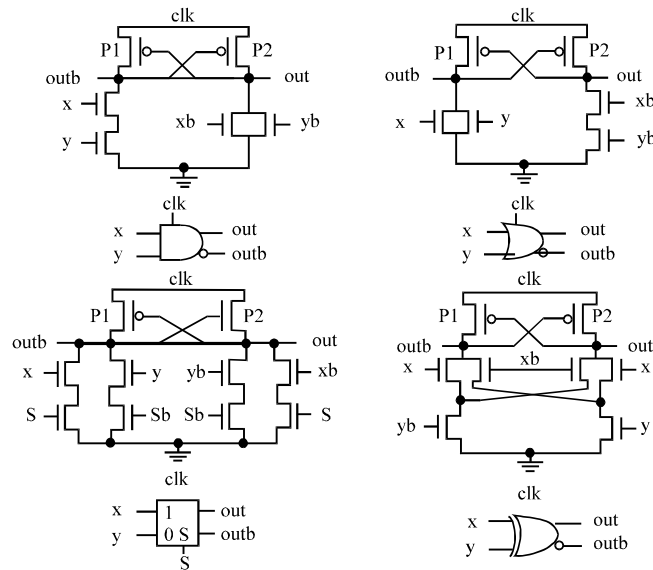 clk
P1 P2
outb out
x
xb yb
y
clk
x out
y outb
clk
P1 P2
outb out
x y
xb
yb
clk
x out
y outb
clk
P1 P2
outb out
x y yb xb
S Sb Sb S
clk
x 1 out
y 0 S outb
S
clk
P1 P2
outb out
x xb x
yb y
clk
x out
y outb